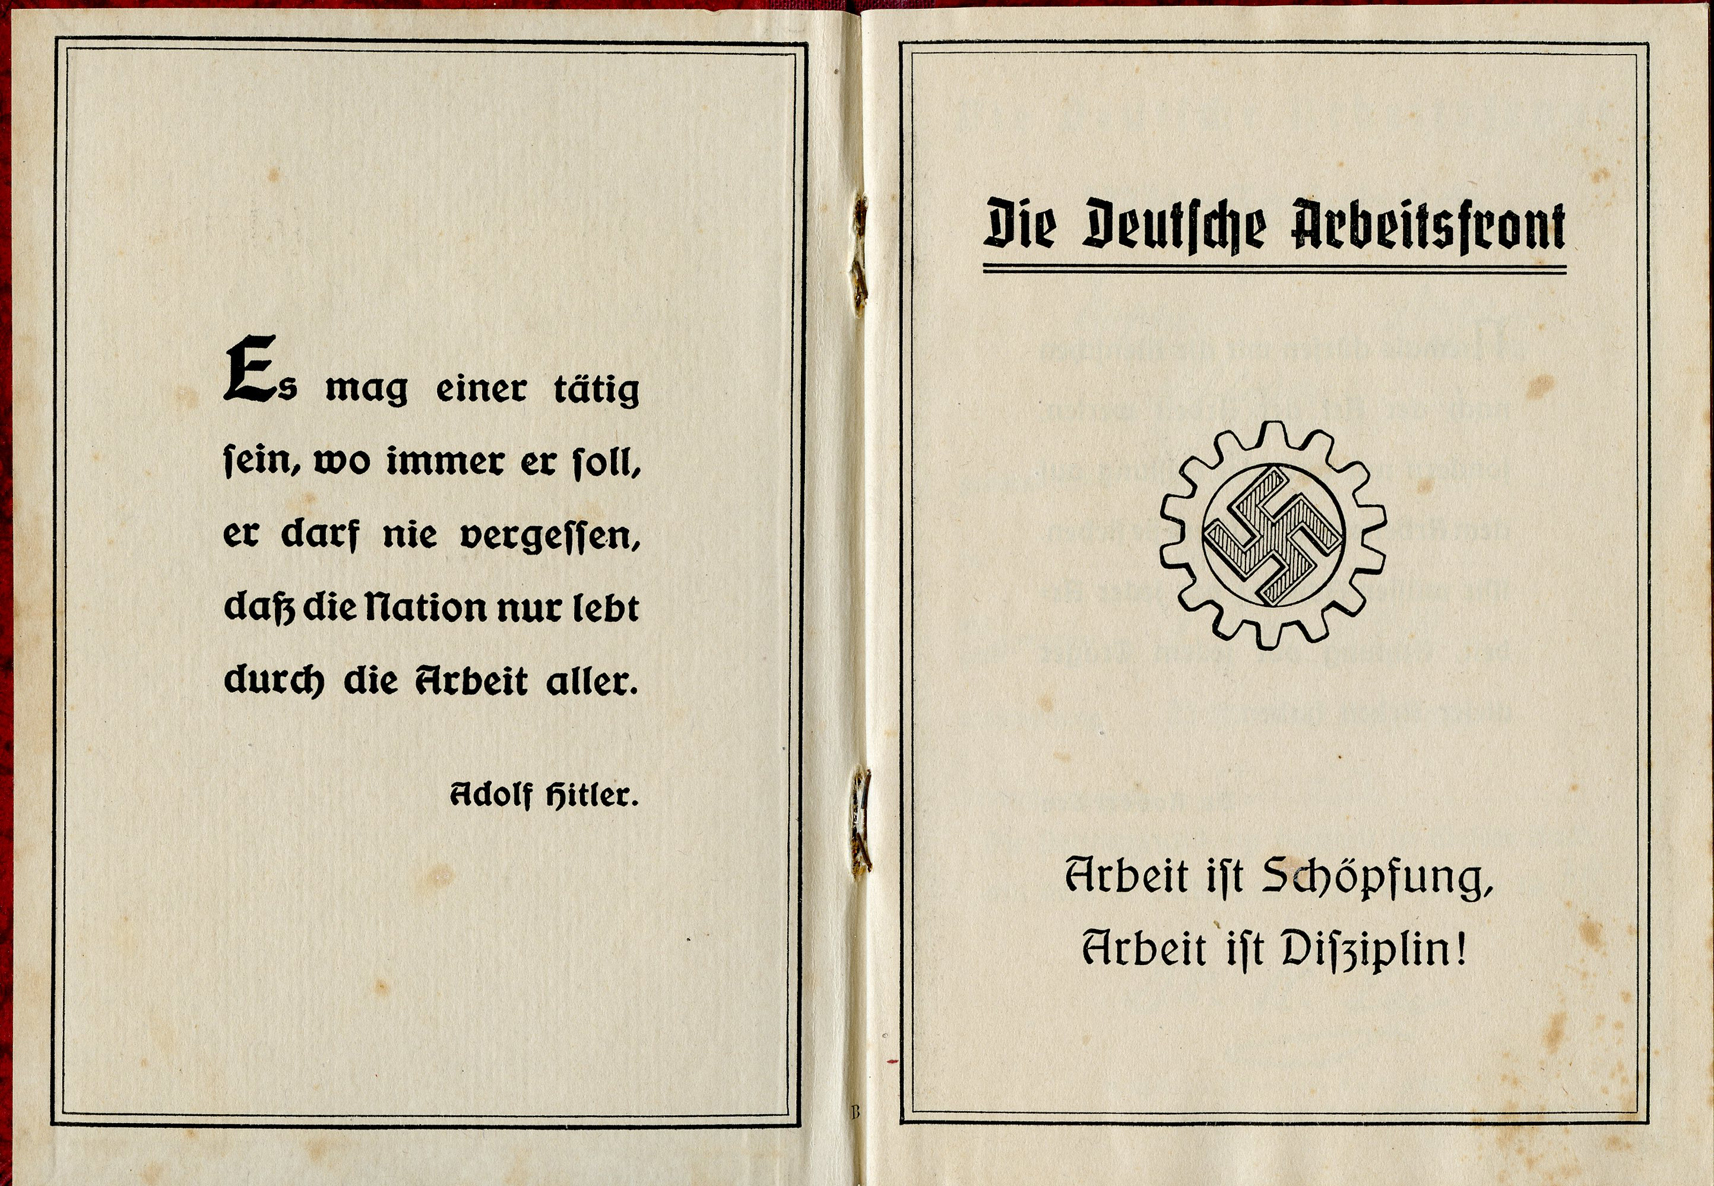 Es mag einer tätig
sein, wo immer er soll,
er darf nie vergessen,
daß die Nation nur lebt
durch die Arbeit aller.
Adolf Hitler.
B
Die Deutsche Arbeitsfront
Arbeit ist Schöpfung,
Arbeit ist Disziplin!